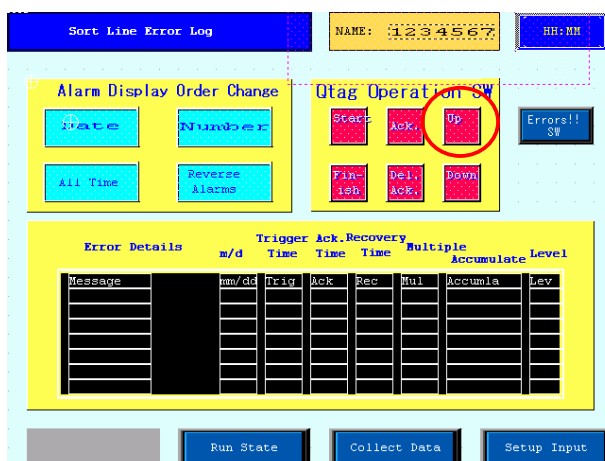 Sort Line Error Log
NAME: 1234567
HH:MM
Alarm Display Order Change
Qtag Operation SW
Date
Number
Start
Ack.
Up
Errors!!
SW
All Time
Reverse
Alarms
Fin-
ish
Del.
Ack.
Down
Error Details
m/d
Trigger
Time
Ack.
Time
Recovery
Time
Multiple
Accumulate
Level
Message
mm/dd
Trig
Ack
Rec
Mul
Accumla
Lev
Run State
Collect Data
Setup Input